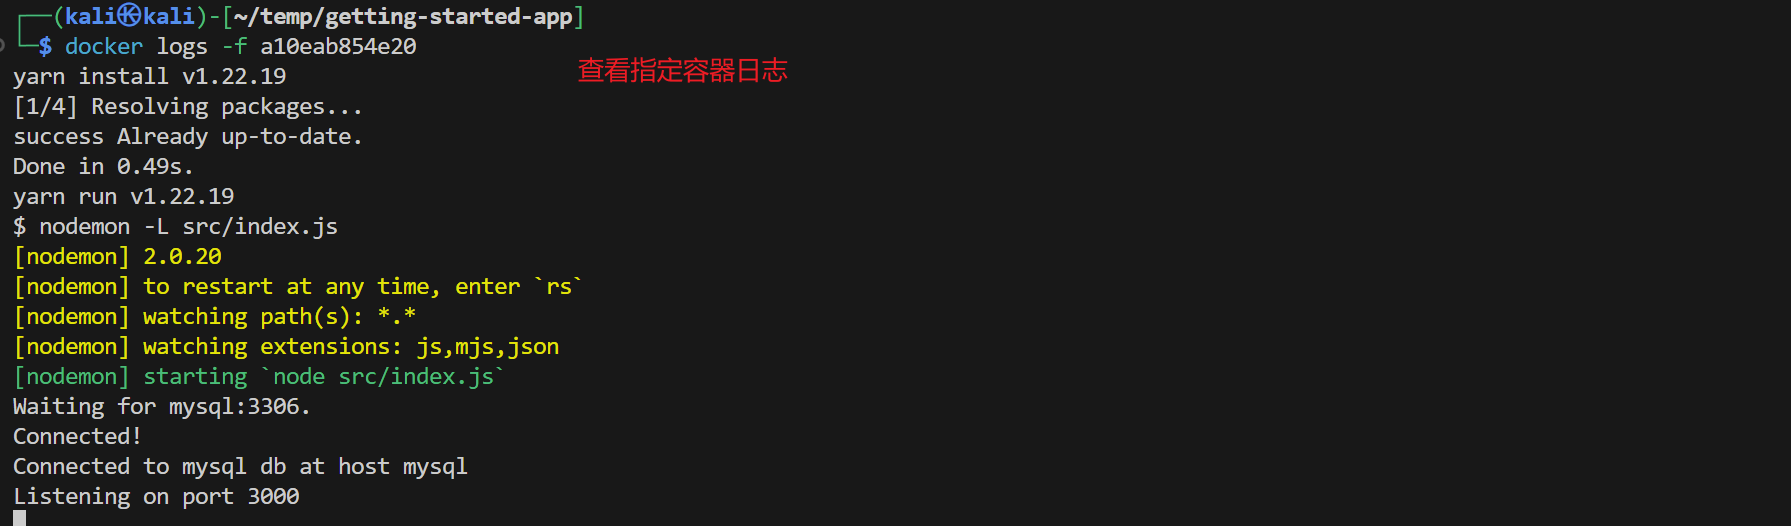 ┌──(kali㉿kali)-[~/temp/getting-started-app]
└─$ docker logs -f a10eab854e20
查看指定容器日志
yarn install v1.22.19
[1/4] Resolving packages...
success Already up-to-date.
Done in 0.49s.
yarn run v1.22.19
$ nodemon -L src/index.js
[nodemon] 2.0.20
[nodemon] to restart at any time, enter `rs`
[nodemon] watching path(s): *.*
[nodemon] watching extensions: js,mjs,json
[nodemon] starting `node src/index.js`
Waiting for mysql:3306.
Connected!
Connected to mysql db at host mysql
Listening on port 3000